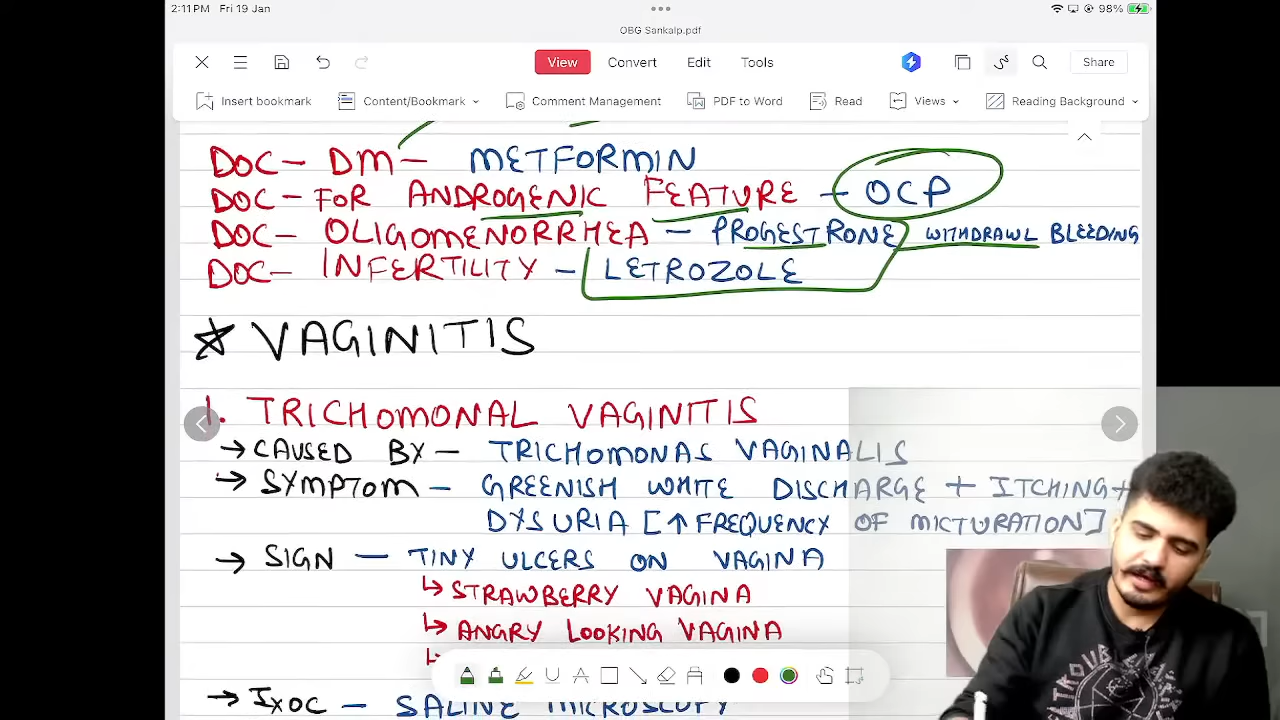 2:11 PM Fri 19 Jan
98%
OBG Sankalp.pdf
View Convert Edit Tools Share
Insert bookmark Content/Bookmark Comment Management PDF to Word Read Views Reading Background
DOC- DM- METFORMIN
DOC- FOR ANDROGENIC FEATURE - OCP
DOC- OLIGOMENORRHEA - PROGESTRONE WITHDRAWL BLEEDING
DOC- INFERTILITY - LETROZOLE
☆ VAGINITIS
1. TRICHOMONAL VAGINITIS
→ CAUSED BY - TRICHOMONAS VAGINALIS
→ SYMPTOM - GREENISH WHITE DISCHARGE + ITCHING+
DYSURIA [↑ FREQUENCY OF MICTURATION]
→ SIGN - TINY ULCERS ON VAGINA
↳ STRAWBERRY VAGINA
↳ ANGRY LOOKING VAGINA
→ IXOC - SALINE MICROSCOPY